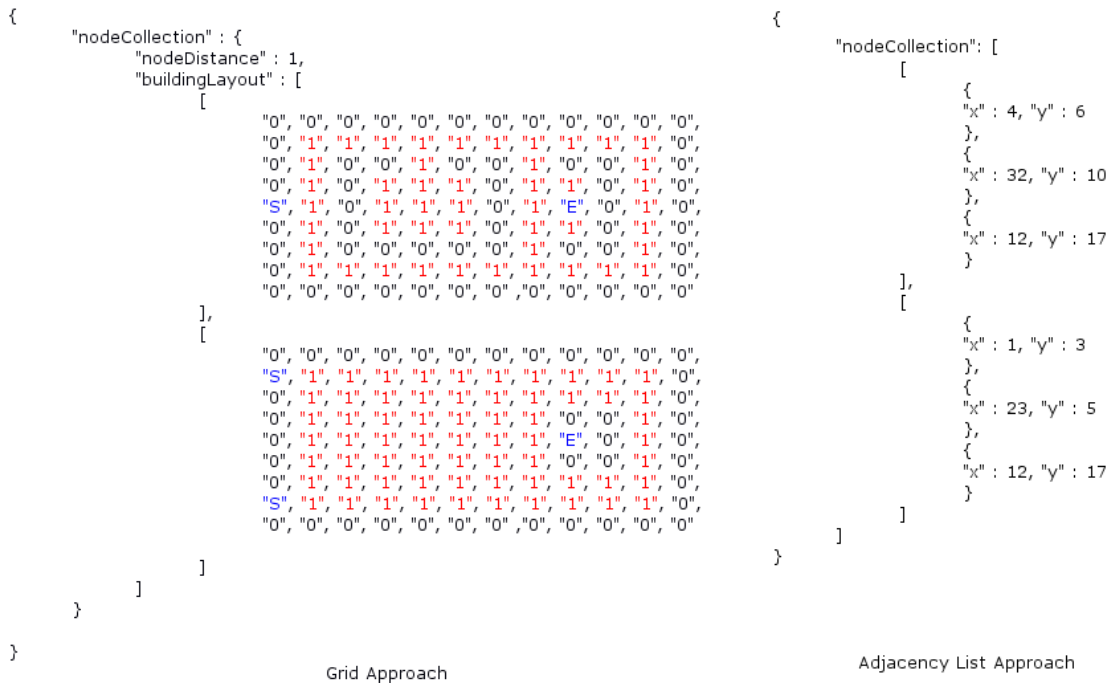 {
"nodeCollection" : {
"nodeDistance" : 1,
"buildingLayout" : [
[
"0", "0", "0", "0", "0", "0", "0", "0", "0", "0", "0", "0",
"0", "1", "1", "1", "1", "1", "1", "1", "1", "1", "1", "0",
"0", "1", "0", "0", "1", "0", "0", "1", "0", "0", "1", "0",
"0", "1", "0", "1", "1", "1", "0", "1", "1", "0", "1", "0",
"S", "1", "0", "1", "1", "1", "0", "1", "E", "0", "1", "0",
"0", "1", "0", "1", "1", "1", "0", "1", "1", "0", "1", "0",
"0", "1", "0", "0", "0", "0", "0", "1", "0", "0", "1", "0",
"0", "1", "1", "1", "1", "1", "1", "1", "1", "1", "1", "0",
"0", "0", "0", "0", "0", "0", "0" ,"0", "0", "0", "0", "0"
],
[
"0", "0", "0", "0", "0", "0", "0", "0", "0", "0", "0", "0",
"S", "1", "1", "1", "1", "1", "1", "1", "1", "1", "1", "0",
"0", "1", "1", "1", "1", "1", "1", "1", "1", "1", "1", "0",
"0", "1", "1", "1", "1", "1", "1", "1", "0", "0", "1", "0",
"0", "1", "1", "1", "1", "1", "1", "1", "E", "0", "1", "0",
"0", "1", "1", "1", "1", "1", "1", "1", "0", "0", "1", "0",
"0", "1", "1", "1", "1", "1", "1", "1", "1", "1", "1", "0",
"S", "1", "1", "1", "1", "1", "1", "1", "1", "1", "1", "0",
"0", "0", "0", "0", "0", "0", "0" ,"0", "0", "0", "0", "0"
]
]
}
}
Grid Approach
{
"nodeCollection": [
[
{
"x" : 4, "y" : 6
},
{
"x" : 32, "y" : 10
},
{
"x" : 12, "y" : 17
}
],
[
{
"x" : 1, "y" : 3
},
{
"x" : 23, "y" : 5
},
{
"x" : 12, "y" : 17
}
]
]
}
Adjacency List Approach